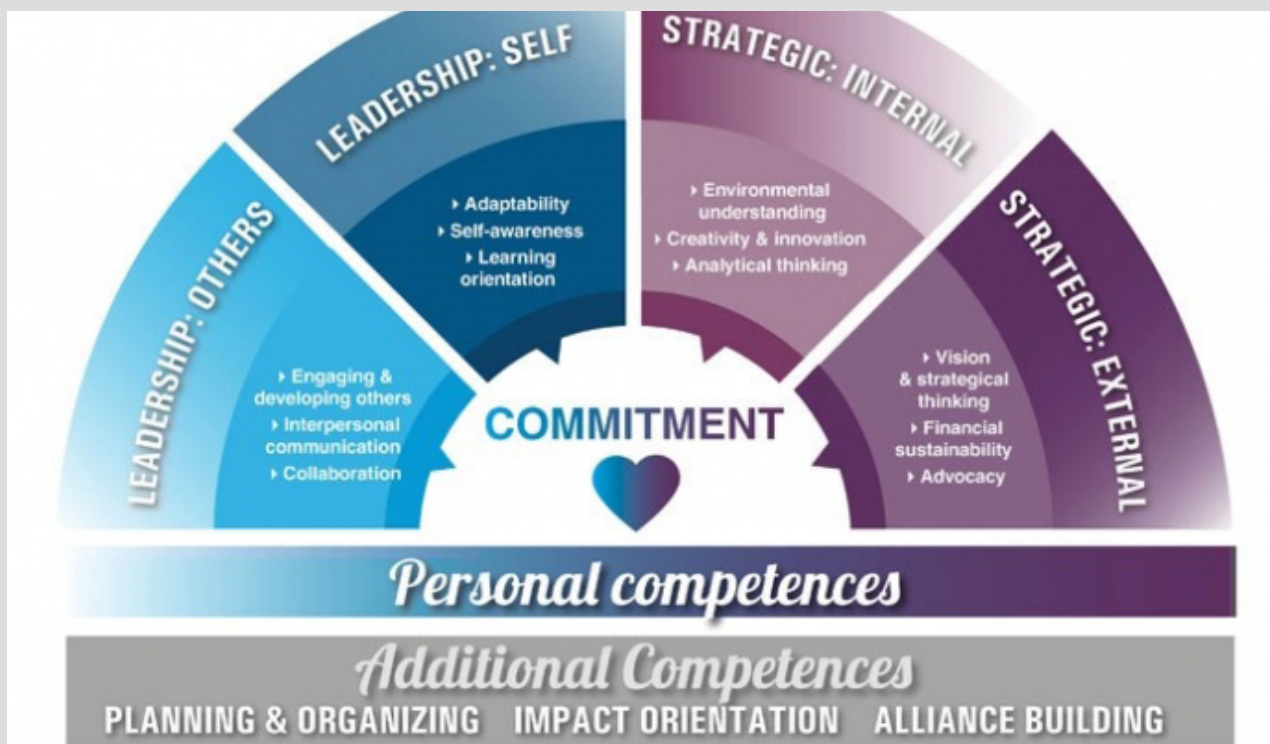 LEADERSHIP: OTHERS
‣ Engaging &
developing others
‣ Interpersonal
communication
‣ Collaboration
LEADERSHIP: SELF
‣ Adaptability
‣ Self-awareness
‣ Learning
orientation
STRATEGIC: INTERNAL
‣ Environmental
understanding
‣ Creativity & innovation
‣ Analytical thinking
STRATEGIC: EXTERNAL
‣ Vision
& strategical
thinking
‣ Financial
sustainability
‣ Advocacy
COMMITMENT
Personal competences
Additional Competences
PLANNING & ORGANIZING IMPACT ORIENTATION ALLIANCE BUILDING